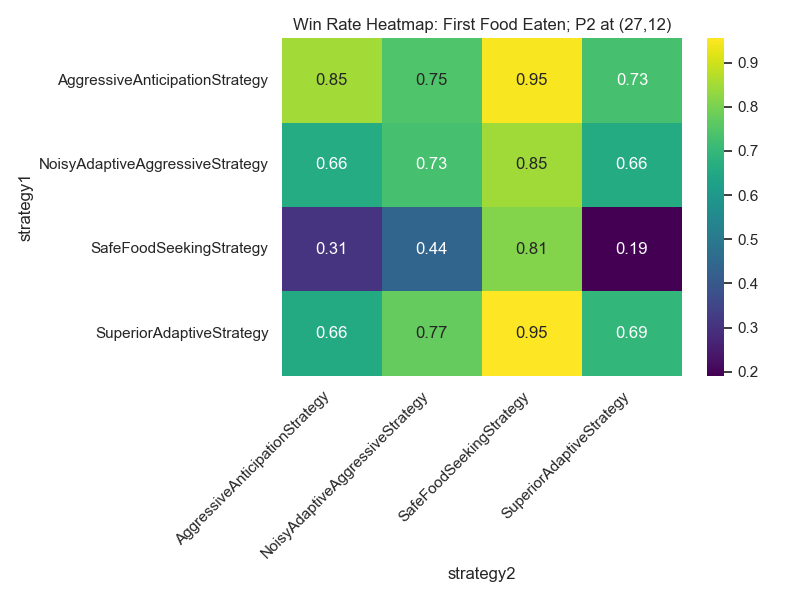 Win Rate Heatmap: First Food Eaten; P2 at (27,12)
strategy1
AggressiveAnticipationStrategy 0.85 0.75 0.95 0.73
NoisyAdaptiveAggressiveStrategy 0.66 0.73 0.85 0.66
SafeFoodSeekingStrategy 0.31 0.44 0.81 0.19
SuperiorAdaptiveStrategy 0.66 0.77 0.95 0.69
AggressiveAnticipationStrategy
NoisyAdaptiveAggressiveStrategy
SafeFoodSeekingStrategy
SuperiorAdaptiveStrategy
strategy2
0.9
0.8
0.7
0.6
0.5
0.4
0.3
0.2